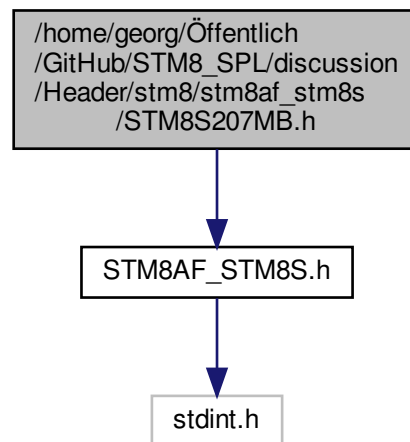 /home/georg/Öffentlich
/GitHub/STM8_SPL/discussion
/Header/stm8/stm8af_stm8s
/STM8S207MB.h
STM8AF_STM8S.h
stdint.h